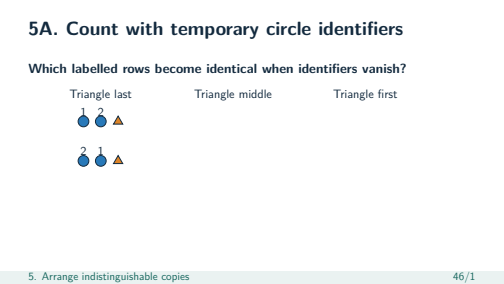 5A. Count with temporary circle identifiers
Which labelled rows become identical when identifiers vanish?
Triangle last Triangle middle Triangle first
1 2
2 1
5. Arrange indistinguishable copies 46/1